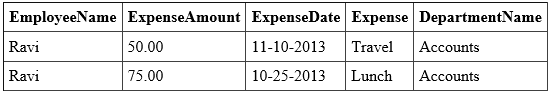 EmployeeName ExpenseAmount ExpenseDate Expense DepartmentName
Ravi 50.00 11-10-2013 Travel Accounts
Ravi 75.00 10-25-2013 Lunch Accounts